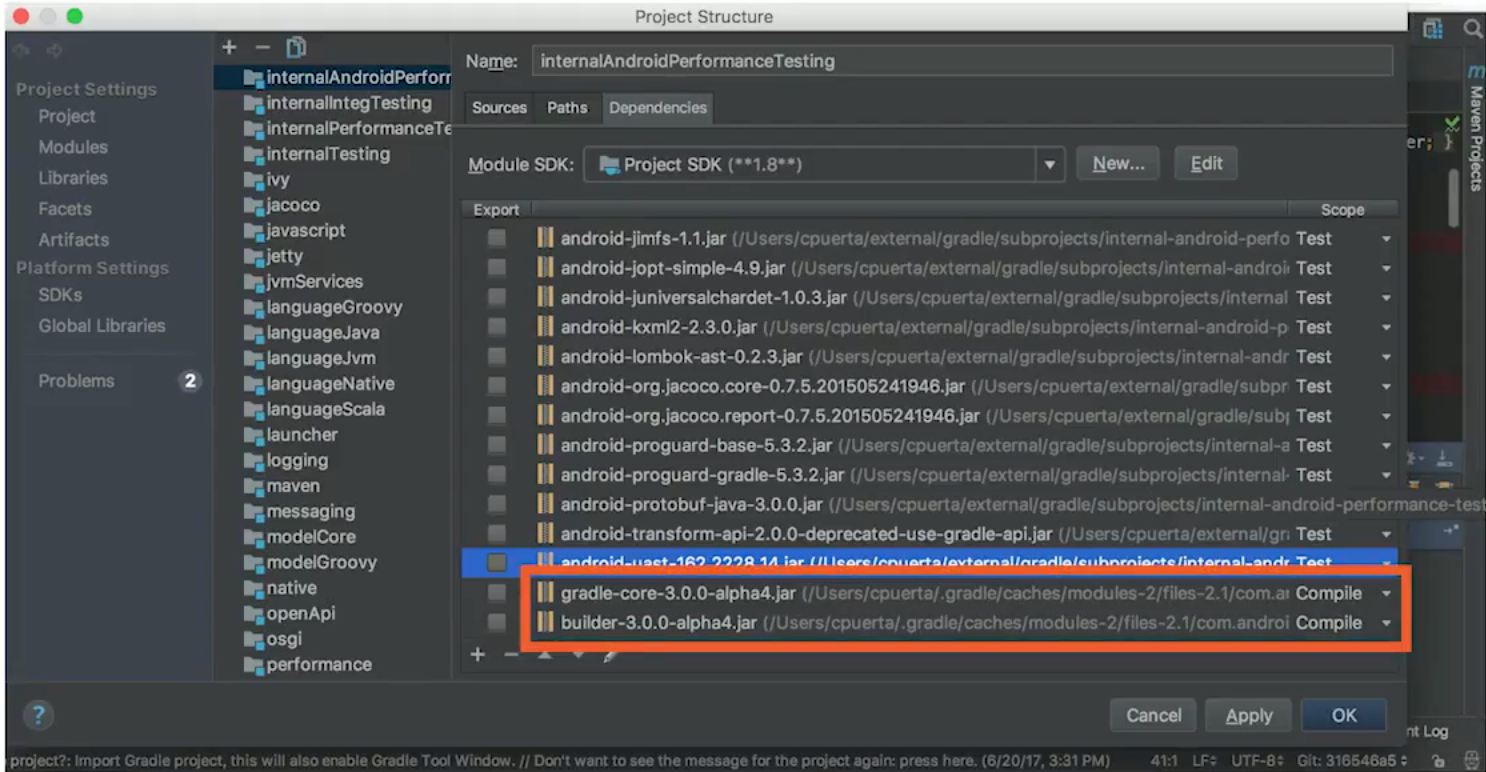 Project Structure
Project Settings
Project
Modules
Libraries
Facets
Artifacts
Platform Settings
SDKs
Global Libraries
Problems
2
internalAndroidPerforr
internalIntegTesting
internalPerformanceTe
internalTesting
ivy
jacoco
javascript
jetty
jvmServices
languageGroovy
languageJava
languageJvm
languageNative
languageScala
launcher
logging
maven
messaging
modelCore
modelGroovy
native
openApi
osgi
performance
Name: internalAndroidPerformanceTesting
Sources Paths Dependencies
Module SDK: Project SDK (**1.8**) New... Edit
Export Scope
android-jimfs-1.1.jar (/Users/cpuerta/external/gradle/subprojects/internal-android-perfo Test
android-jopt-simple-4.9.jar (/Users/cpuerta/external/gradle/subprojects/internal-androi Test
android-juniversalchardet-1.0.3.jar (/Users/cpuerta/external/gradle/subprojects/internal Test
android-kxml2-2.3.0.jar (/Users/cpuerta/external/gradle/subprojects/internal-android-p Test
android-lombok-ast-0.2.3.jar (/Users/cpuerta/external/gradle/subprojects/internal-andr Test
android-org.jacoco.core-0.7.5.201505241946.jar (/Users/cpuerta/external/gradle/subpr Test
android-org.jacoco.report-0.7.5.201505241946.jar (/Users/cpuerta/external/gradle/subp Test
android-proguard-base-5.3.2.jar (/Users/cpuerta/external/gradle/subprojects/internal-a Test
android-proguard-gradle-5.3.2.jar (/Users/cpuerta/external/gradle/subprojects/internal- Test
android-protobuf-java-3.0.0.jar (/Users/cpuerta/external/gradle/subprojects/internal-android-performance-test
android-transform-api-2.0.0-deprecated-use-gradle-api.jar (/Users/cpuerta/external/gr Test
android-uast-162.2228.14.jar (/Users/cpuerta/external/gradle/subprojects/internal-andr Test
gradle-core-3.0.0-alpha4.jar (/Users/cpuerta/.gradle/caches/modules-2/files-2.1/com.ar Compile
builder-3.0.0-alpha4.jar (/Users/cpuerta/.gradle/caches/modules-2/files-2.1/com.androi Compile
? Cancel Apply OK
er; }
m Maven Projects
nt Log
project?: Import Gradle project, this will also enable Gradle Tool Window. // Don't want to see the message for the project again: press here. (6/20/17, 3:31 PM) 41:1 LF UTF-8 Git: 316546a5